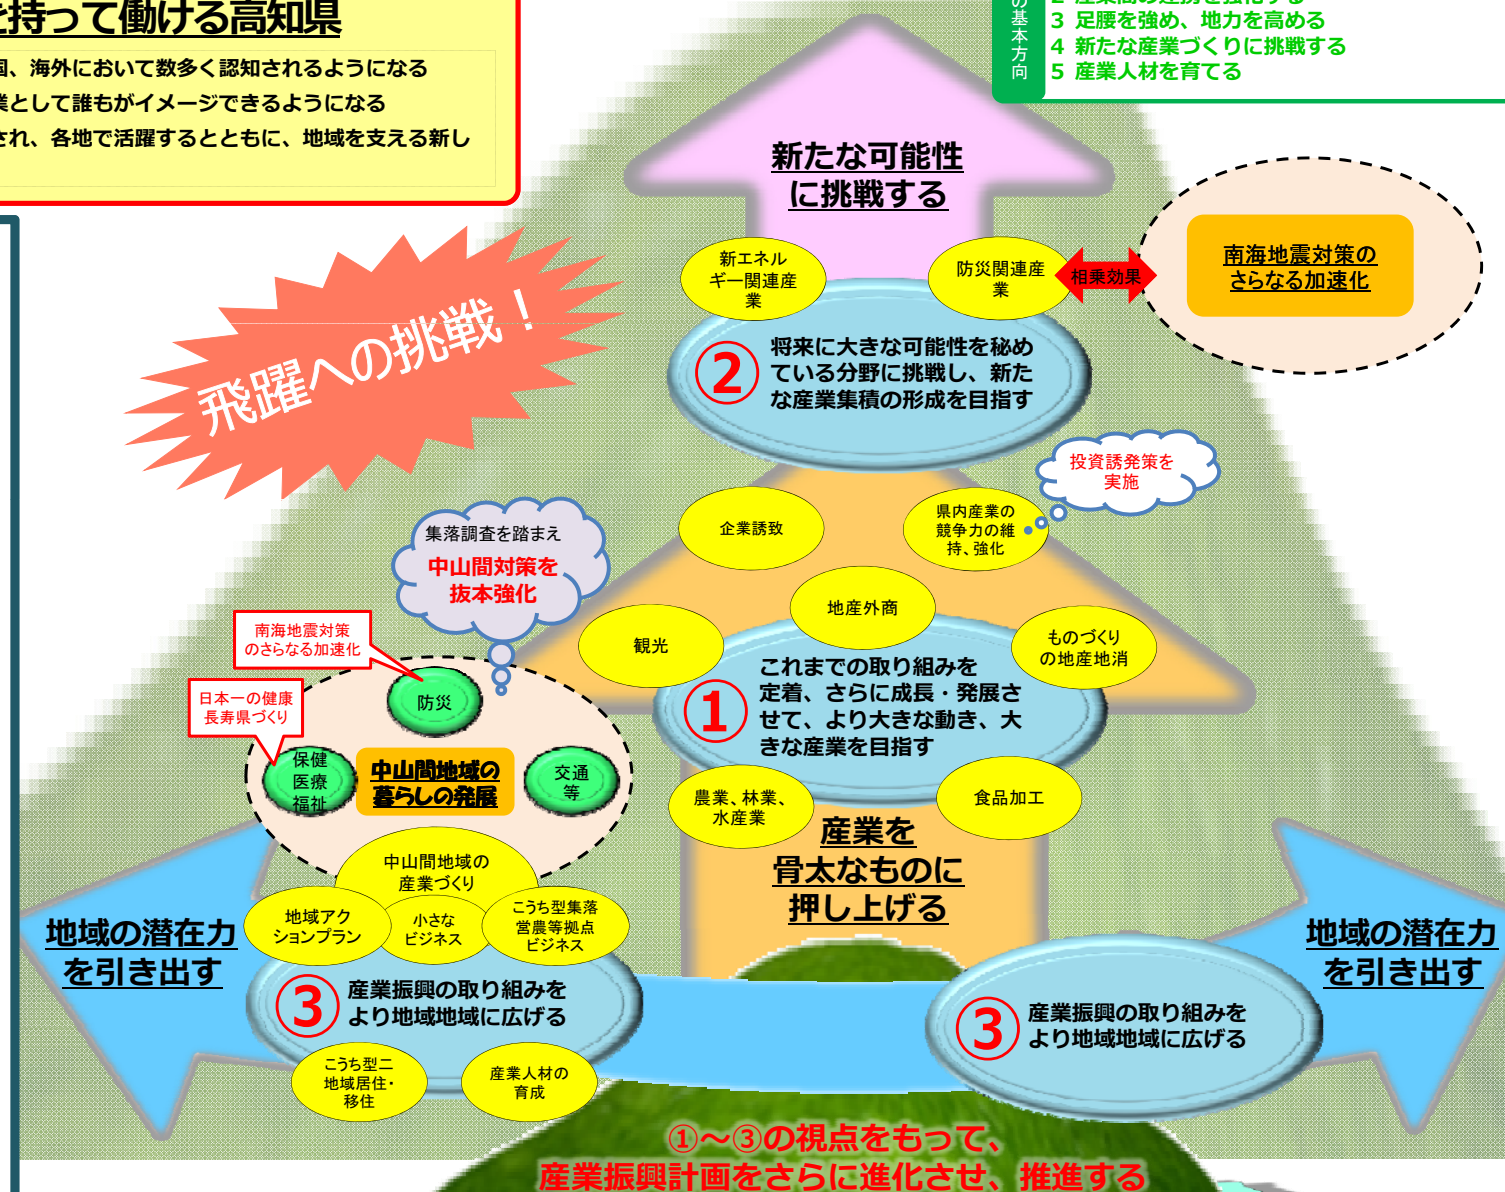 を持って働ける高知県
国、海外において数多く認知されるようになる
業として誰もがイメージできるようになる
され、各地で活躍するとともに、地域を支える新し
の基本方向
2 産業間の連携を強化する
3 足腰を強め、地力を高める
4 新たな産業づくりに挑戦する
5 産業人材を育てる
新たな可能性
に挑戦する
新エネル
ギー関連産
業
防災関連産
業
相乗効果
南海地震対策の
さらなる加速化
飛躍への挑戦！
②
将来に大きな可能性を秘め
ている分野に挑戦し、新た
な産業集積の形成を目指す
投資誘発策を
実施
企業誘致
県内産業の
競争力の維
持、強化
集落調査を踏まえ
中山間対策を
抜本強化
地産外商
観光
ものづくり
の地産地消
南海地震対策
のさらなる加速化
日本一の健康
長寿県づくり
防災
保健
医療
福祉
中山間地域の
暮らしの発展
交通
等
①
これまでの取り組みを
定着、さらに成長・発展さ
せて、より大きな動き、大
きな産業を目指す
農業、林業、
水産業
食品加工
産業を
骨太なものに
押し上げる
中山間地域の
産業づくり
地域アク
ションプラン
小さな
ビジネス
こうち型集落
営農等拠点
ビジネス
地域の潜在力
を引き出す
③
産業振興の取り組みを
より地域地域に広げる
こうち型二
地域居住・
移住
産業人材の
育成
③
産業振興の取り組みを
より地域地域に広げる
地域の潜在力
を引き出す
①～③の視点をもって、
産業振興計画をさらに進化させ、推進する